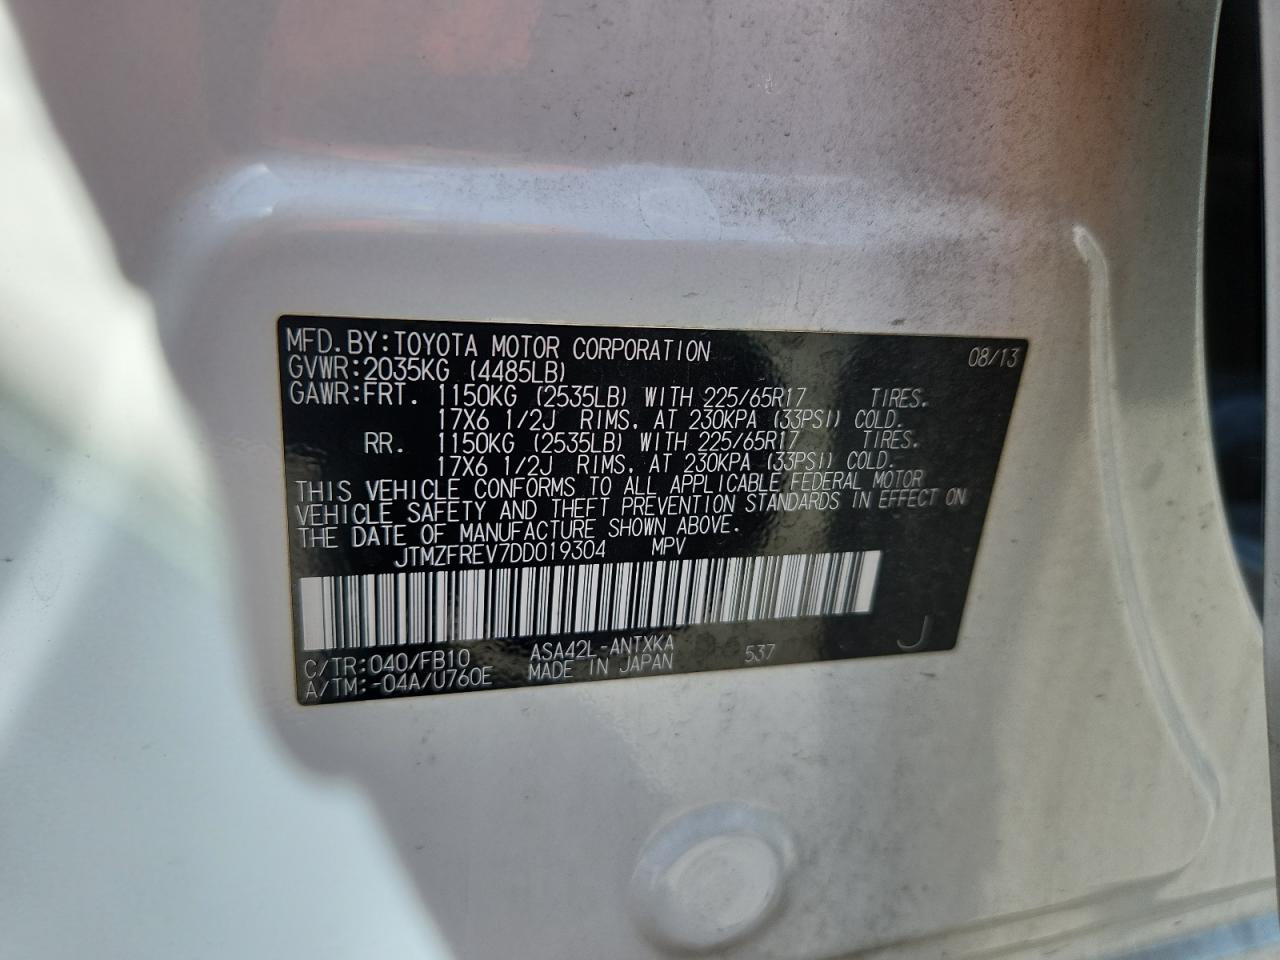 MFD.BY:TOYOTA MOTOR CORPORATION 08/13
GVWR:2035KG (4485LB)
GAWR:FRT. 1150KG (2535LB) WITH 225/65R17 TIRES.
17X6 1/2J RIMS. AT 230KPA (33PSI) COLD.
RR. 1150KG (2535LB) WITH 225/65R17 TIRES.
17X6 1/2J RIMS. AT 230KPA (33PSI) COLD.
THIS VEHICLE CONFORMS TO ALL APPLICABLE FEDERAL MOTOR
VEHICLE SAFETY AND THEFT PREVENTION STANDARDS IN EFFECT ON
THE DATE OF MANUFACTURE SHOWN ABOVE.
JTMZFREV7DD019304 MPV
C/TR:040/FB10 ASA42L-ANTXKA 537 J
A/TM:-04A/U760E MADE IN JAPAN